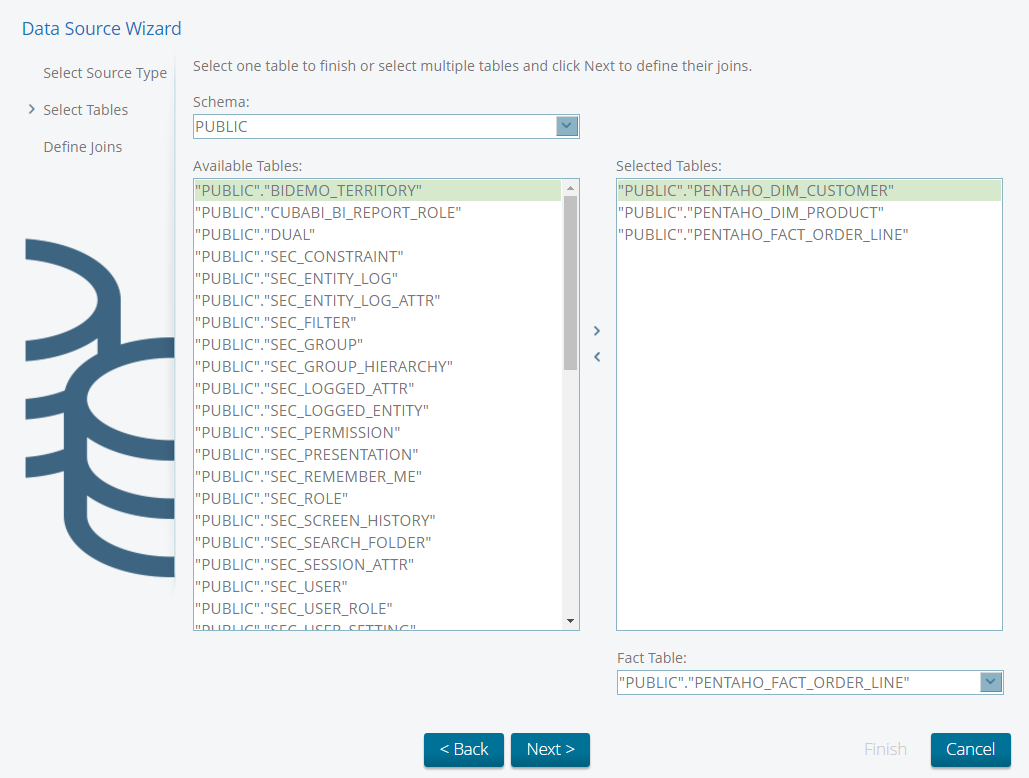 Data Source Wizard
Select Source Type
Select Tables
Define Joins
Select one table to finish or select multiple tables and click Next to define their joins.
Schema:
PUBLIC
Available Tables:
"PUBLIC"."BIDEMO_TERRITORY"
"PUBLIC"."CUBABI_BI_REPORT_ROLE"
"PUBLIC"."DUAL"
"PUBLIC"."SEC_CONSTRAINT"
"PUBLIC"."SEC_ENTITY_LOG"
"PUBLIC"."SEC_ENTITY_LOG_ATTR"
"PUBLIC"."SEC_FILTER"
"PUBLIC"."SEC_GROUP"
"PUBLIC"."SEC_GROUP_HIERARCHY"
"PUBLIC"."SEC_LOGGED_ATTR"
"PUBLIC"."SEC_LOGGED_ENTITY"
"PUBLIC"."SEC_PERMISSION"
"PUBLIC"."SEC_PRESENTATION"
"PUBLIC"."SEC_REMEMBER_ME"
"PUBLIC"."SEC_ROLE"
"PUBLIC"."SEC_SCREEN_HISTORY"
"PUBLIC"."SEC_SEARCH_FOLDER"
"PUBLIC"."SEC_SESSION_ATTR"
"PUBLIC"."SEC_USER"
"PUBLIC"."SEC_USER_ROLE"
"PUBLIC"."SEC_USER_SETTING"
Selected Tables:
"PUBLIC"."PENTAHO_DIM_CUSTOMER"
"PUBLIC"."PENTAHO_DIM_PRODUCT"
"PUBLIC"."PENTAHO_FACT_ORDER_LINE"
Fact Table:
"PUBLIC"."PENTAHO_FACT_ORDER_LINE"
< Back
Next >
Finish
Cancel